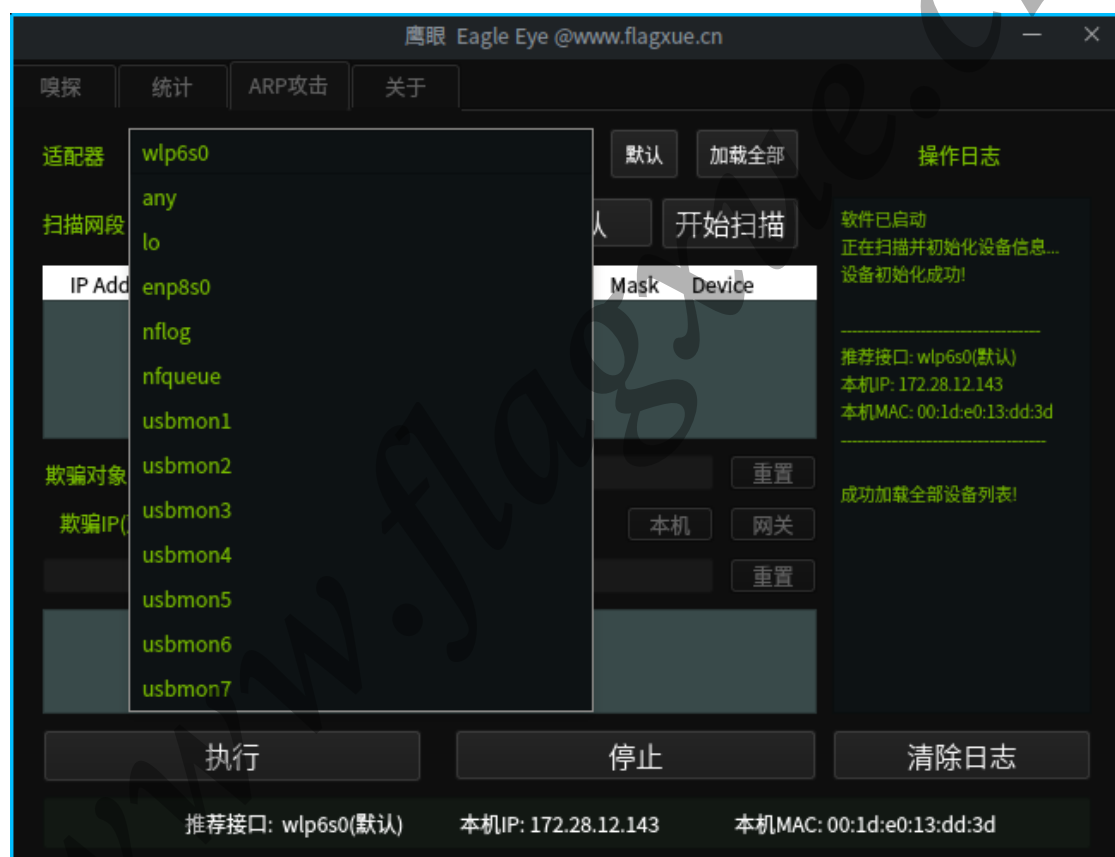 鹰眼 Eagle Eye @www.flagxue.cn
嗅探 统计 ARP攻击 关于
适配器 wlp6s0 默认 加载全部 操作日志
any
扫描网段 开始扫描 软件已启动
lo 正在扫描并初始化设备信息...
IP Add enp8s0 Mask Device 设备初始化成功!
nflog ------------------------------------
推荐接口: wlp6s0(默认)
nfqueue 本机IP: 172.28.12.143
usbmon1 本机MAC: 00:1d:e0:13:dd:3d
-------------------------------------
欺骗对象 usbmon2 重置
成功加载全部设备列表!
欺骗IP( usbmon3 本机 网关
usbmon4
重置
usbmon5
usbmon6
usbmon7
执行 停止 清除日志
推荐接口: wlp6s0(默认) 本机IP: 172.28.12.143 本机MAC: 00:1d:e0:13:dd:3d
www.flagxue.c